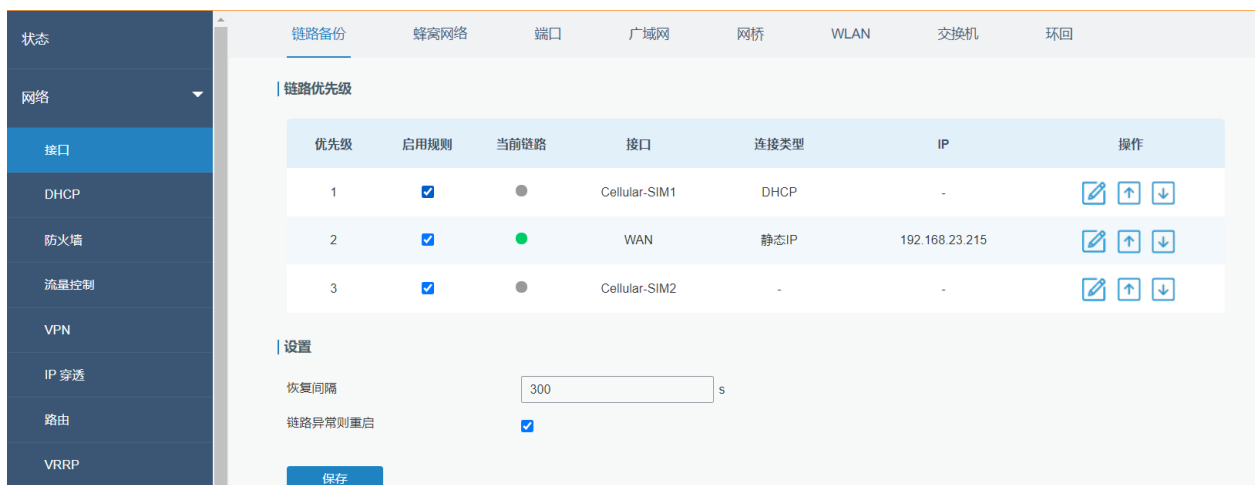 状态
网络
接口
DHCP
防火墙
流量控制
VPN
IP 穿透
路由
VRRP
链路备份 蜂窝网络 端口 广域网 网桥 WLAN 交换机 环回
链路优先级
优先级 启用规则 当前链路 接口 连接类型 IP 操作
1 Cellular-SIM1 DHCP -
2 WAN 静态IP 192.168.23.215
3 Cellular-SIM2 - -
设置
恢复间隔 300 s
链路异常则重启
保存